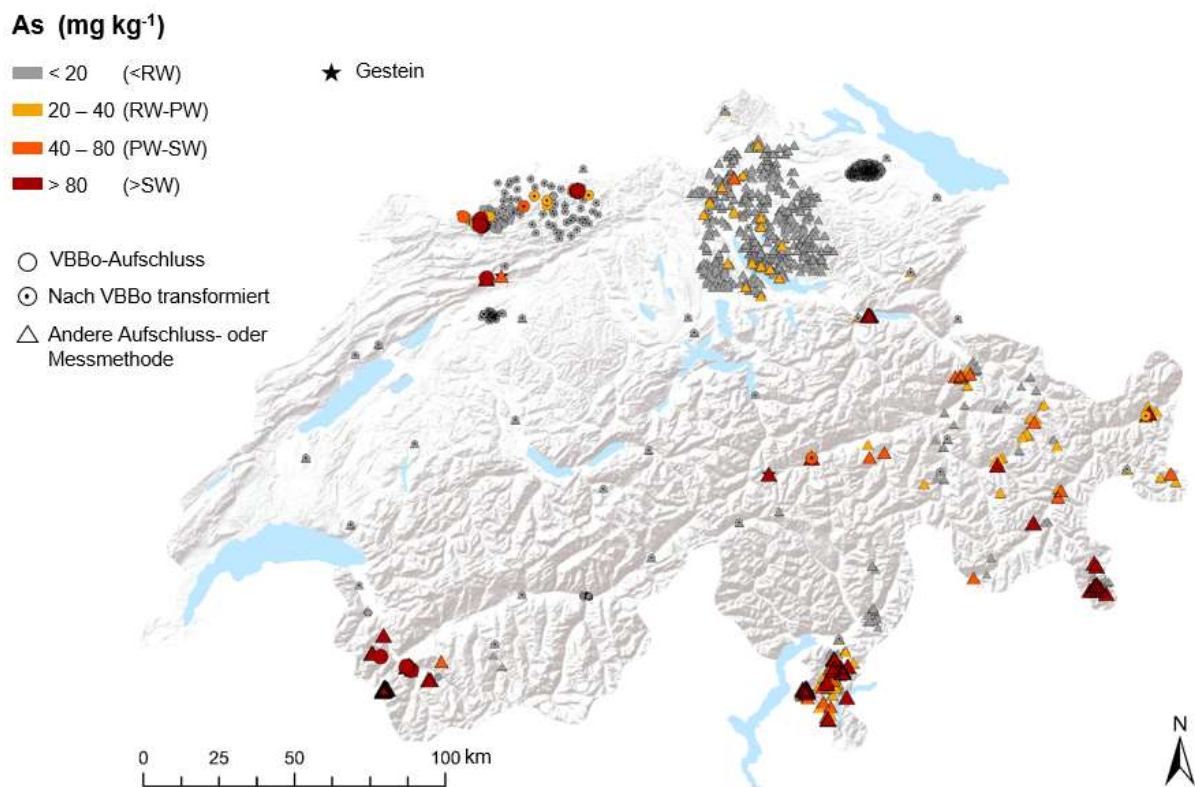 As (mg kg⁻¹)
< 20 (<RW)
20 – 40 (RW-PW)
40 – 80 (PW-SW)
> 80 (>SW)
Gestein
VBBo-Aufschluss
Nach VBBo transformiert
Andere Aufschluss- oder
Messmethode
0 25 50 100 km
N